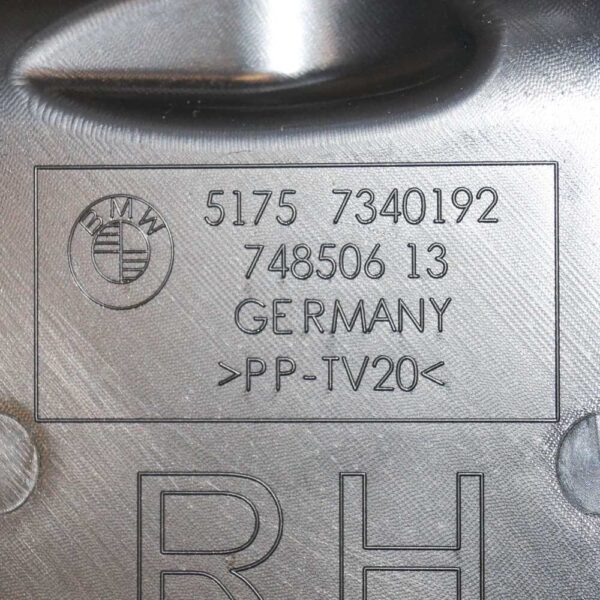 BMW
5175 7340192
748506 13
GERMANY
>PP-TV20<
RH